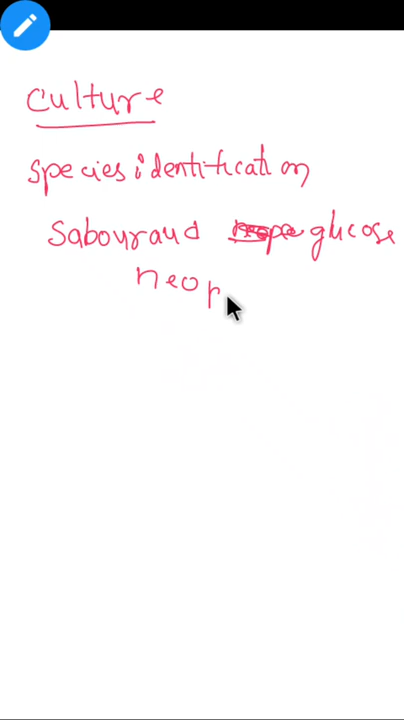 Culture
Species identification
Sabouraud glucose
neop